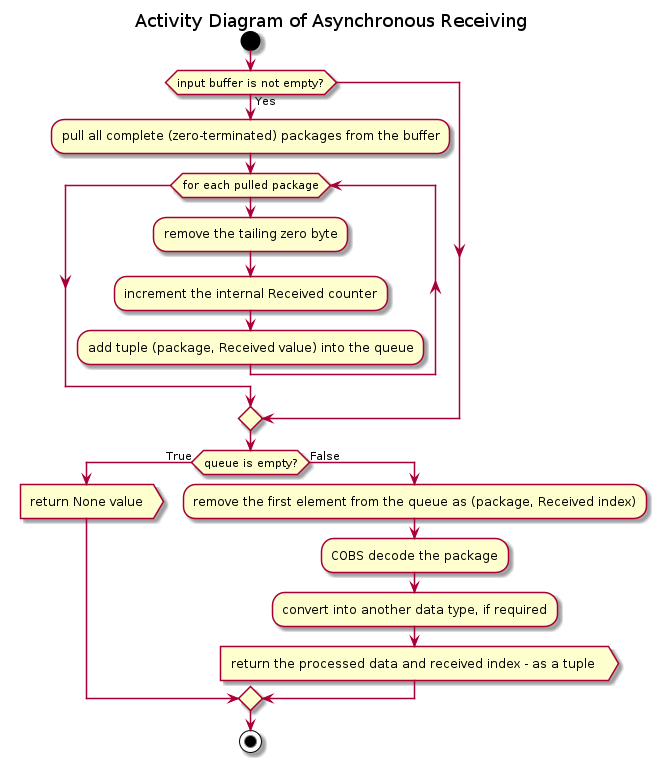 Activity Diagram of Asynchronous Receiving
input buffer is not empty?
Yes
pull all complete (zero-terminated) packages from the buffer
for each pulled package
remove the tailing zero byte
increment the internal Received counter
add tuple (package, Received value) into the queue
True
queue is empty?
False
return None value
remove the first element from the queue as (package, Received index)
COBS decode the package
convert into another data type, if required
return the processed data and received index - as a tuple